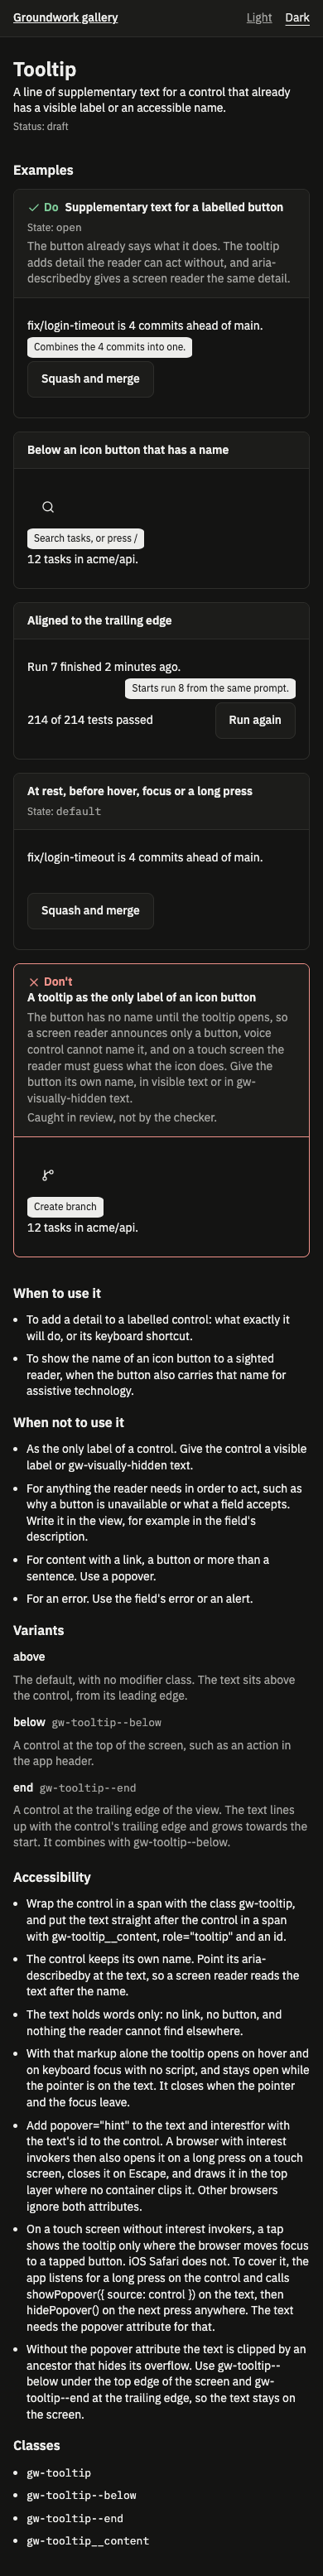 Groundwork gallery Light Dark
Tooltip
A line of supplementary text for a control that already
has a visible label or an accessible name.
Status: draft
Examples
Do Supplementary text for a labelled button
State: open
The button already says what it does. The tooltip
adds detail the reader can act without, and aria-
describedby gives a screen reader the same detail.
fix/login-timeout is 4 commits ahead of main.
Combines the 4 commits into one.
Squash and merge
Below an icon button that has a name
Search tasks, or press /
12 tasks in acme/api.
Aligned to the trailing edge
Run 7 finished 2 minutes ago.
Starts run 8 from the same prompt.
214 of 214 tests passed Run again
At rest, before hover, focus or a long press
State: default
fix/login-timeout is 4 commits ahead of main.
Squash and merge
Don't
A tooltip as the only label of an icon button
The button has no name until the tooltip opens, so
a screen reader announces only a button, voice
control cannot name it, and on a touch screen the
reader must guess what the icon does. Give the
button its own name, in visible text or in gw-
visually-hidden text.
Caught in review, not by the checker.
Create branch
12 tasks in acme/api.
When to use it
• To add a detail to a labelled control: what exactly it
will do, or its keyboard shortcut.
• To show the name of an icon button to a sighted
reader, when the button also carries that name for
assistive technology.
When not to use it
• As the only label of a control. Give the control a visible
label or gw-visually-hidden text.
• For anything the reader needs in order to act, such as
why a button is unavailable or what a field accepts.
Write it in the view, for example in the field's
description.
• For content with a link, a button or more than a
sentence. Use a popover.
• For an error. Use the field's error or an alert.
Variants
above
The default, with no modifier class. The text sits above
the control, from its leading edge.
below gw-tooltip--below
A control at the top of the screen, such as an action in
the app header.
end gw-tooltip--end
A control at the trailing edge of the view. The text lines
up with the control's trailing edge and grows towards the
start. It combines with gw-tooltip--below.
Accessibility
• Wrap the control in a span with the class gw-tooltip,
and put the text straight after the control in a span
with gw-tooltip__content, role="tooltip" and an id.
• The control keeps its own name. Point its aria-
describedby at the text, so a screen reader reads the
text after the name.
• The text holds words only: no link, no button, and
nothing the reader cannot find elsewhere.
• With that markup alone the tooltip opens on hover and
on keyboard focus with no script, and stays open while
the pointer is on the text. It closes when the pointer
and the focus leave.
• Add popover="hint" to the text and interestfor with
the text's id to the control. A browser with interest
invokers then also opens it on a long press on a touch
screen, closes it on Escape, and draws it in the top
layer where no container clips it. Other browsers
ignore both attributes.
• On a touch screen without interest invokers, a tap
shows the tooltip only where the browser moves focus
to a tapped button. iOS Safari does not. To cover it, the
app listens for a long press on the control and calls
showPopover({ source: control }) on the text, then
hidePopover() on the next press anywhere. The text
needs the popover attribute for that.
• Without the popover attribute the text is clipped by an
ancestor that hides its overflow. Use gw-tooltip--
below under the top edge of the screen and gw-
tooltip--end at the trailing edge, so the text stays on
the screen.
Classes
• gw-tooltip
• gw-tooltip--below
• gw-tooltip--end
• gw-tooltip__content